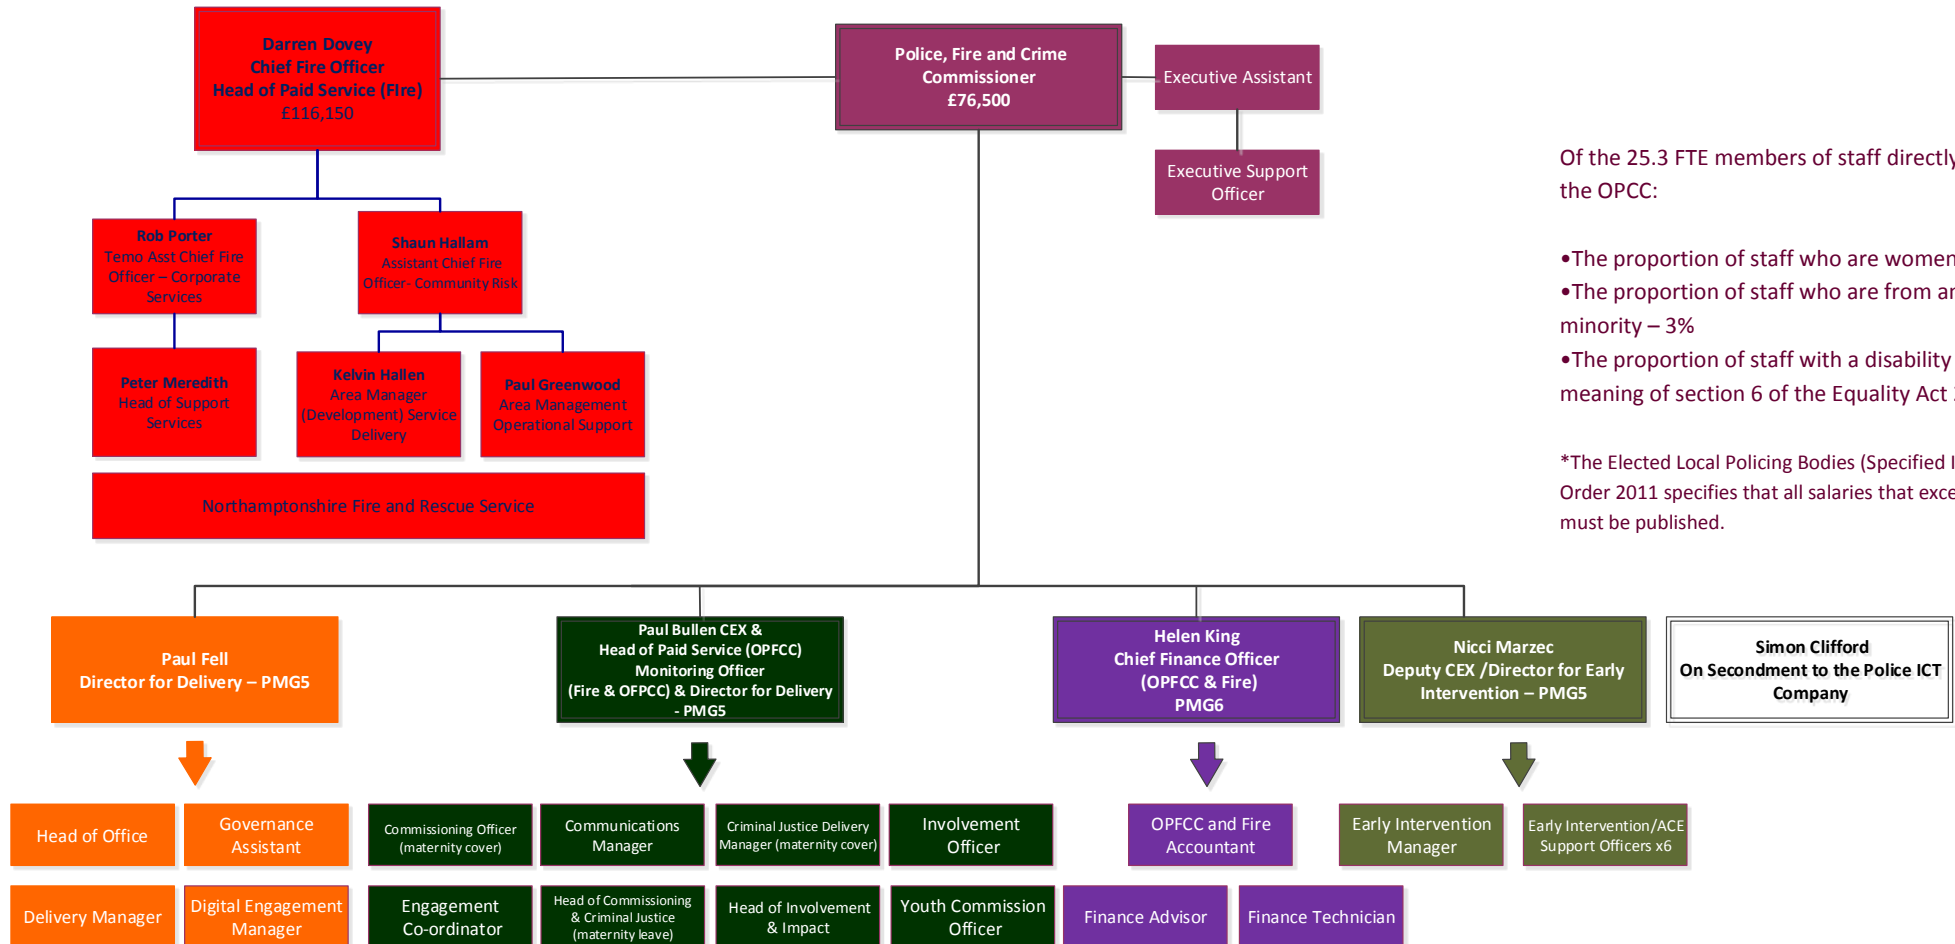 Darren Dovey
Chief Fire Officer
Head of Paid Service (FIre)
£116,150
Police, Fire and Crime
Commissioner
£76,500
Executive Assistant
Executive Support
Officer
Rob Porter
Temo Asst Chief Fire
Officer – Corporate
Services
Shaun Hallam
Assistant Chief Fire
Officer- Community Risk
Peter Meredith
Head of Support
Services
Kelvin Hallen
Area Manager
(Development) Service
Delivery
Paul Greenwood
Area Management
Operational Support
Northamptonshire Fire and Rescue Service
Of the 25.3 FTE members of staff directly
the OPCC:
•The proportion of staff who are women
•The proportion of staff who are from an
minority – 3%
•The proportion of staff with a disability
meaning of section 6 of the Equality Act
*The Elected Local Policing Bodies (Specified
Order 2011 specifies that all salaries that
must be published.
Paul Fell
Director for Delivery – PMG5
Paul Bullen CEX &
Head of Paid Service (OPFCC)
Monitoring Officer
(Fire & OFPCC) & Director for Delivery
- PMG5
Helen King
Chief Finance Officer
(OPFCC & Fire)
PMG6
Nicci Marzec
Deputy CEX /Director for Early
Intervention – PMG5
Simon Clifford
On Secondment to the Police ICT
Company
Head of Office
Governance
Assistant
Commissioning Officer
(maternity cover)
Communications
Manager
Criminal Justice Delivery
Manager (maternity cover)
Involvement
Officer
OPFCC and Fire
Accountant
Early Intervention
Manager
Early Intervention/ACE
Support Officers x6
Delivery Manager
Digital Engagement
Manager
Engagement
Co-ordinator
Head of Commissioning
& Criminal Justice
(maternity leave)
Head of Involvement
& Impact
Youth Commission
Officer
Finance Advisor
Finance Technician